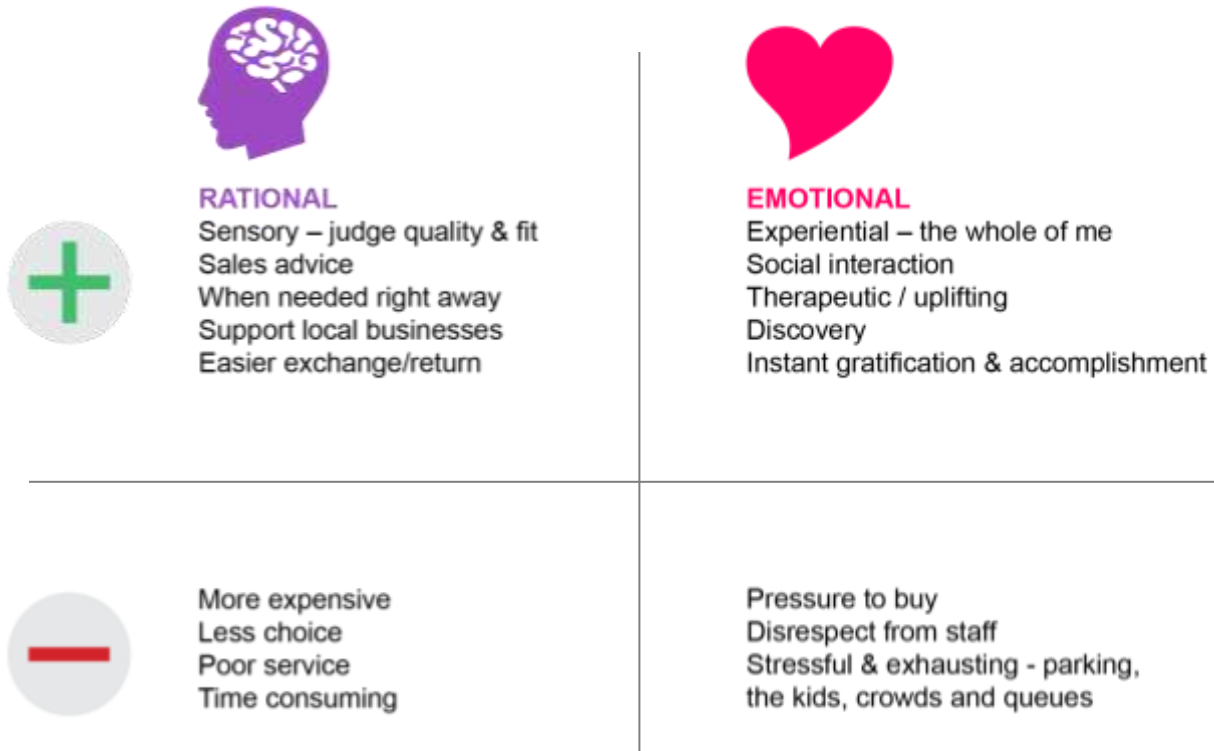 RATIONAL
Sensory – judge quality & fit
Sales advice
When needed right away
Support local businesses
Easier exchange/return
EMOTIONAL
Experiential – the whole of me
Social interaction
Therapeutic / uplifting
Discovery
Instant gratification & accomplishment
More expensive
Less choice
Poor service
Time consuming
Pressure to buy
Disrespect from staff
Stressful & exhausting - parking,
the kids, crowds and queues